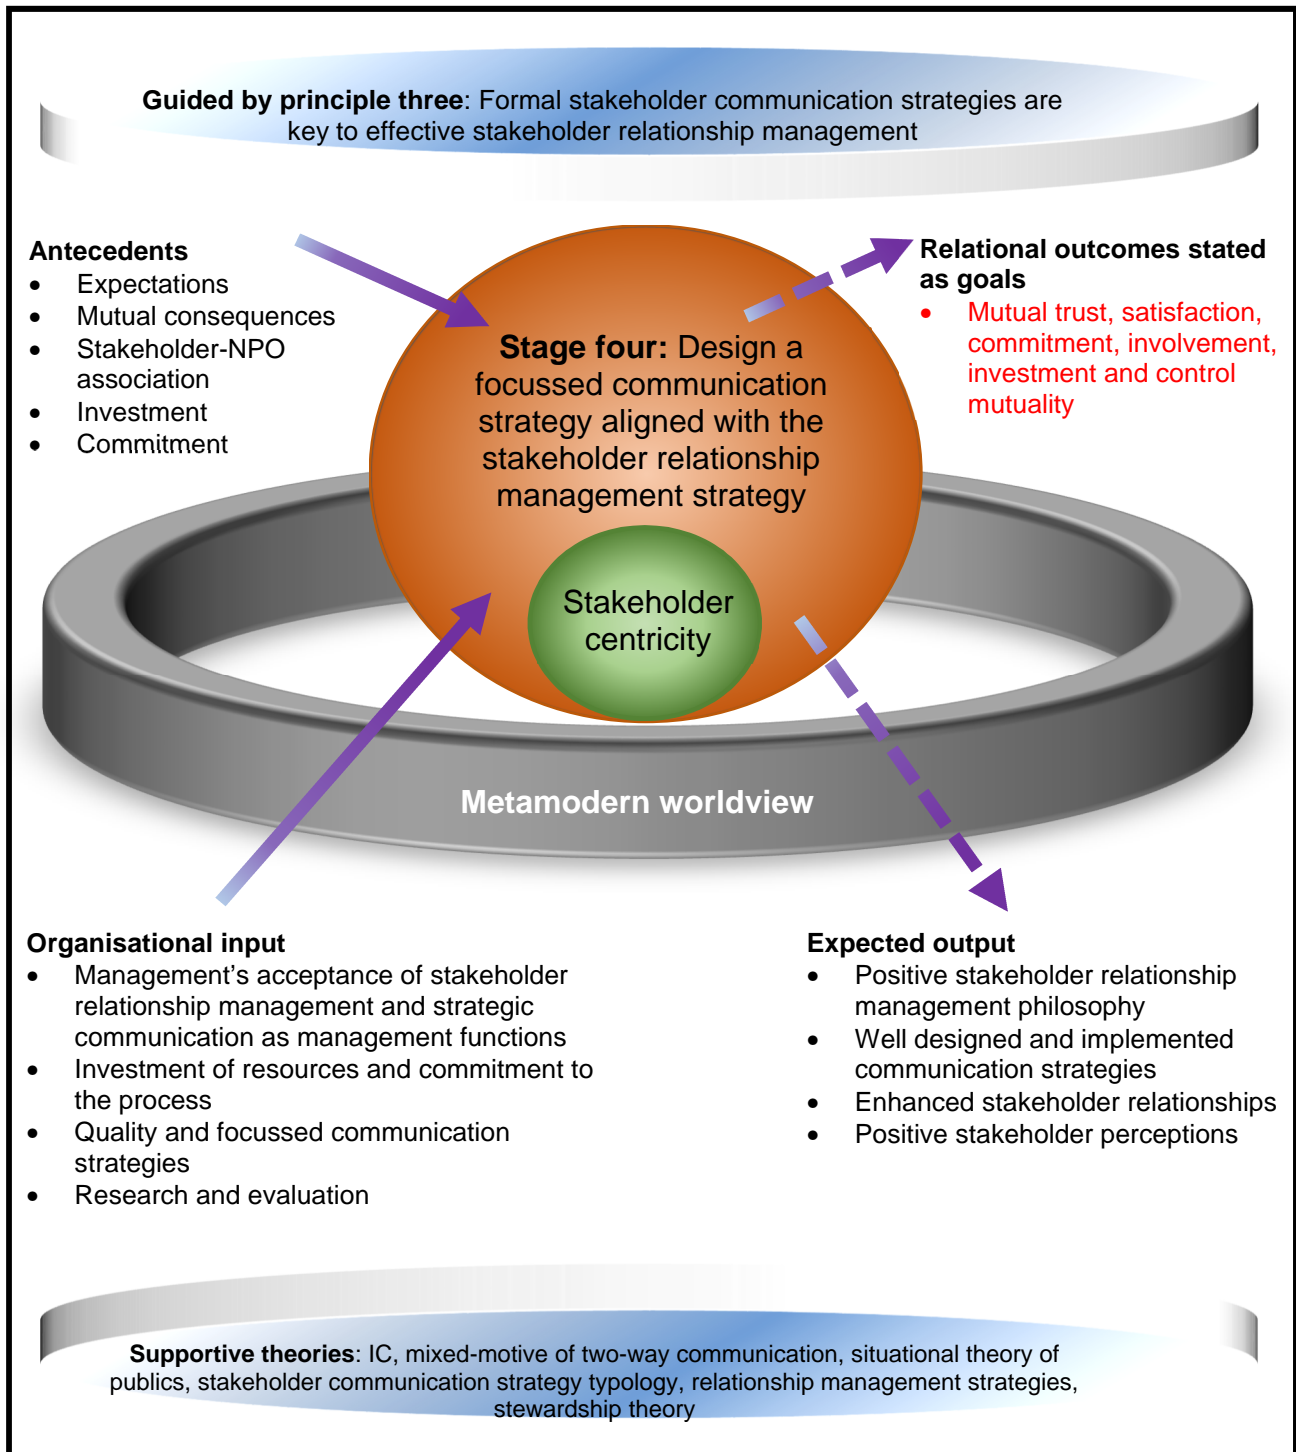 Guided by principle three: Formal stakeholder communication strategies are
key to effective stakeholder relationship management
Antecedents
• Expectations
• Mutual consequences
• Stakeholder-NPO
association
• Investment
• Commitment
Stage four: Design a
focussed communication
strategy aligned with the
stakeholder relationship
management strategy
Stakeholder
centricity
Relational outcomes stated
as goals
• Mutual trust, satisfaction,
commitment, involvement,
investment and control
mutuality
Metamodern worldview
Organisational input
• Management’s acceptance of stakeholder
relationship management and strategic
communication as management functions
• Investment of resources and commitment to
the process
• Quality and focussed communication
strategies
• Research and evaluation
Expected output
• Positive stakeholder relationship
management philosophy
• Well designed and implemented
communication strategies
• Enhanced stakeholder relationships
• Positive stakeholder perceptions
Supportive theories: IC, mixed-motive of two-way communication, situational theory of
publics, stakeholder communication strategy typology, relationship management strategies,
stewardship theory